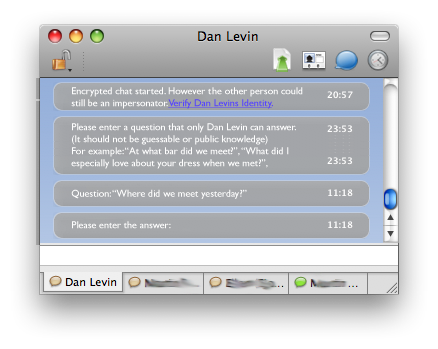 Dan Levin
Encrypted chat started. However the other person could
still be an impersonator. Verify Dan Levins Identity. 20:57
Please enter a question that only Dan Levin can answer. 23:53
(It should not be guessable or public knowledge)
For example: “At what bar did we meet?”, “What did I
especially love about your dress when we met?”, 23:53
Question: “Where did we meet yesterday?” 11:18
Please enter the answer: 11:18
Dan Levin